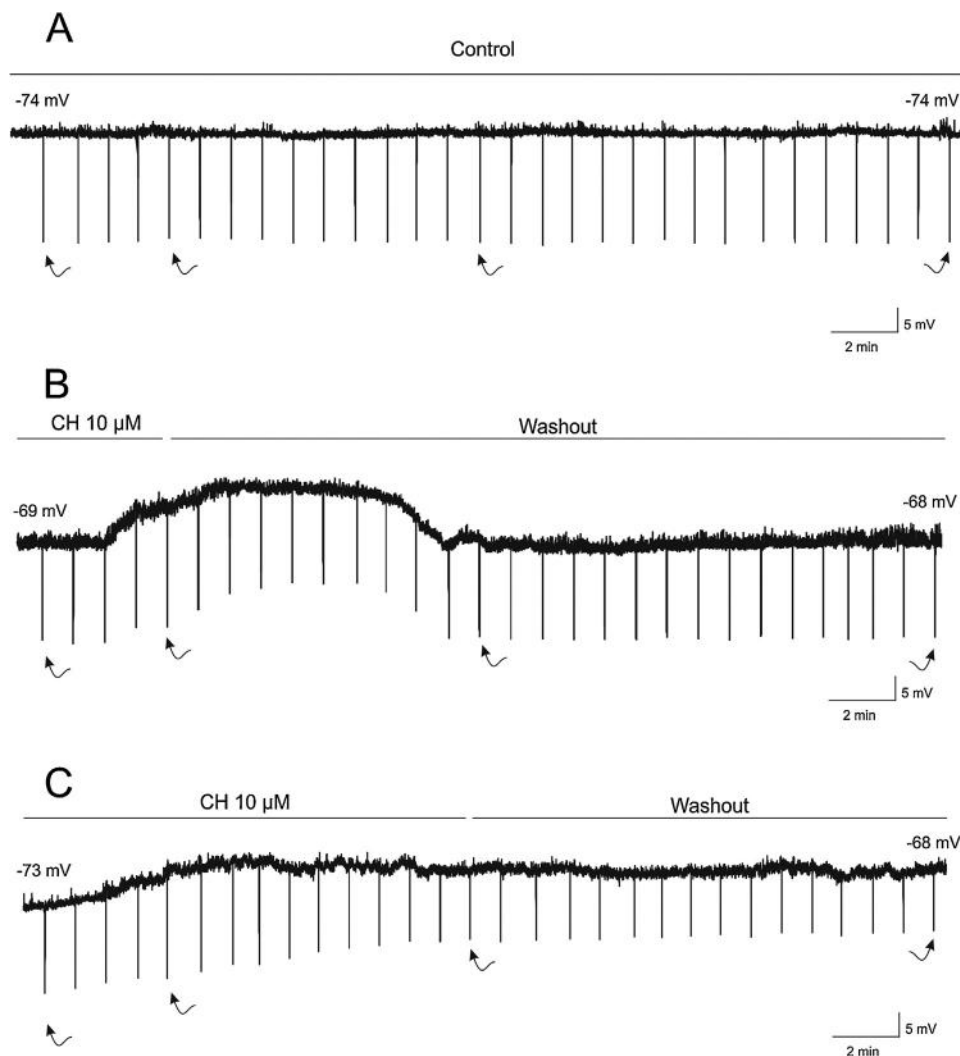 A
Control
-74 mV -74 mV
5 mV
2 min
B
CH 10 µM Washout
-69 mV -68 mV
5 mV
2 min
C
CH 10 µM Washout
-73 mV -68 mV
5 mV
2 min